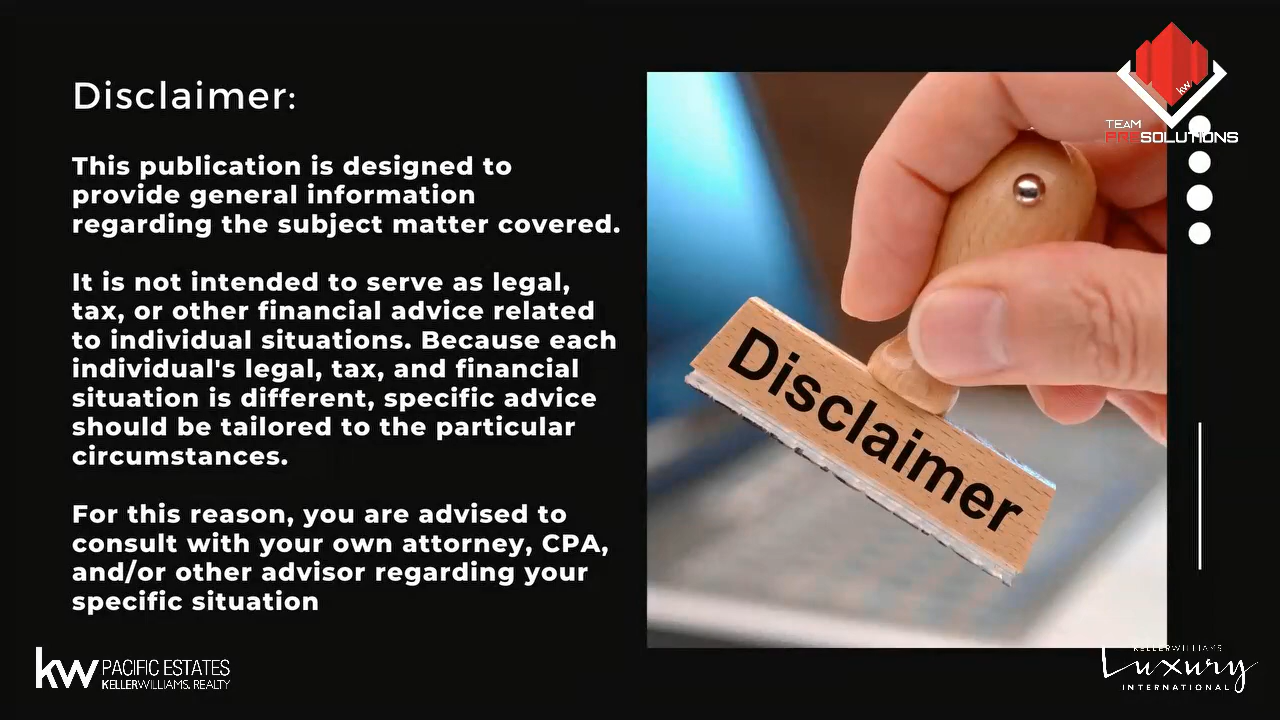 Disclaimer:
This publication is designed to
provide general information
regarding the subject matter covered.
It is not intended to serve as legal,
tax, or other financial advice related
to individual situations. Because each
individual's legal, tax, and financial
situation is different, specific advice
should be tailored to the particular
circumstances.
For this reason, you are advised to
consult with your own attorney, CPA,
and/or other advisor regarding your
specific situation
Disclaimer
kw
TEAM
PRPSOLUTIONS
kw PACIFIC ESTATES
KELLERWILLIAMS. REALTY
KELLERWILLIAMS
Luxury
INTERNATIONAL